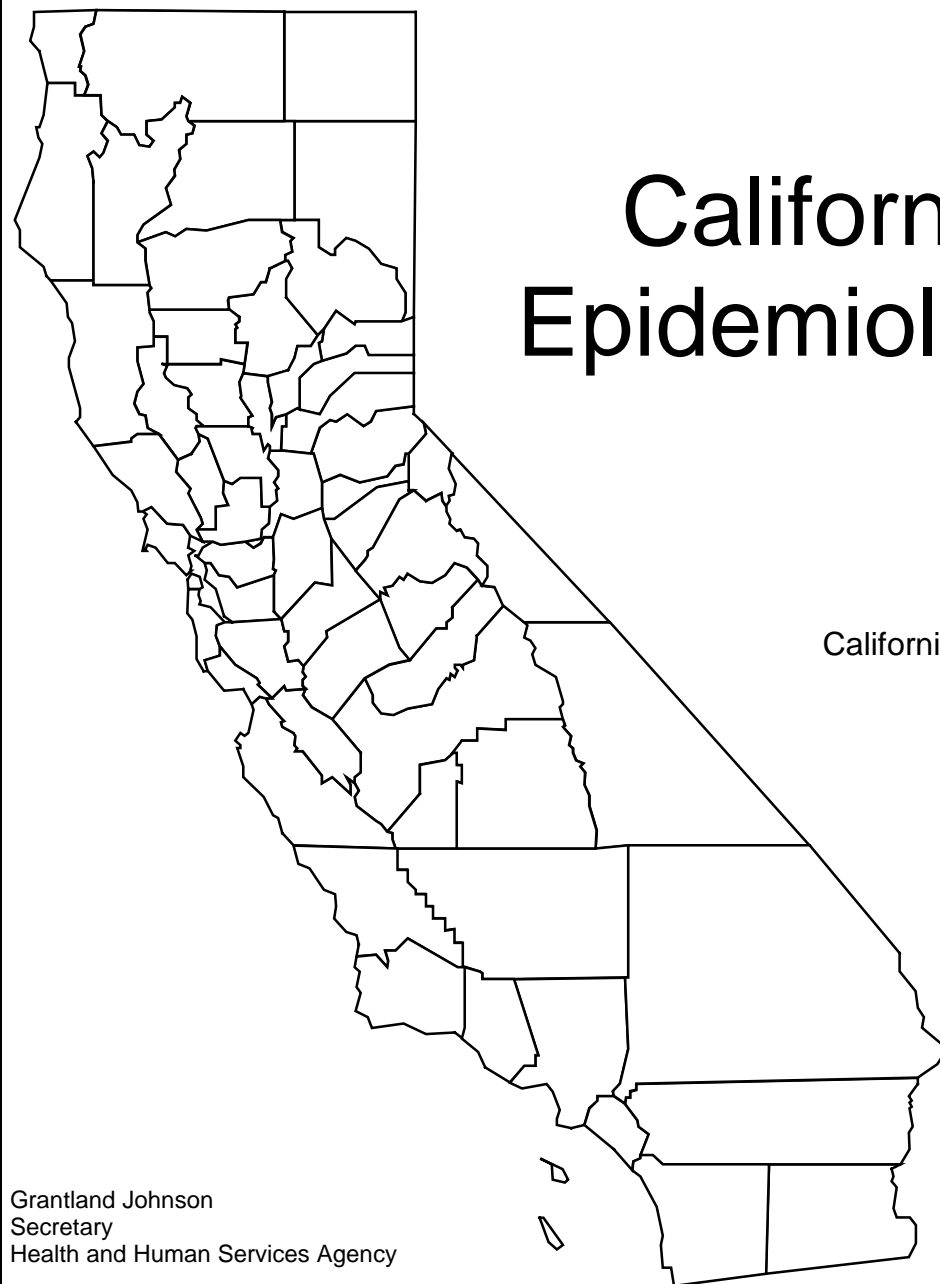 Californ
Epidemiol
Californi
Grantland Johnson
Secretary
Health and Human Services Agency